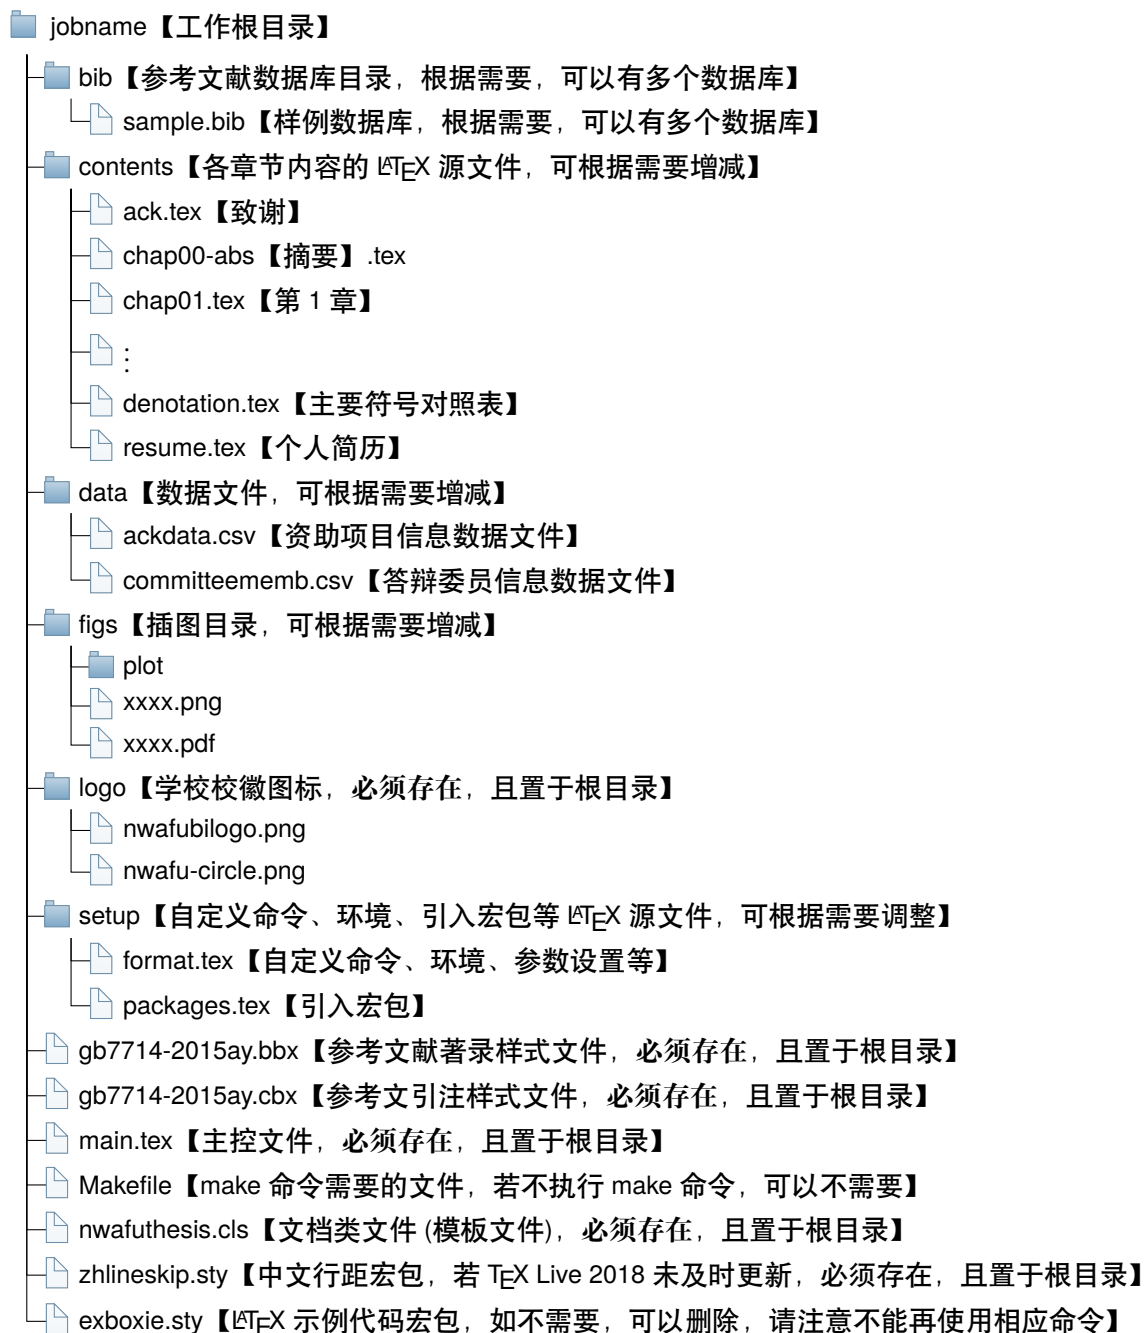 jobname【工作根目录】
bib【参考文献数据库目录，根据需要，可以有多个数据库】
sample.bib【样例数据库，根据需要，可以有多个数据库】
contents【各章节内容的 LATEX 源文件，可根据需要增减】
ack.tex【致谢】
chap00-abs【摘要】.tex
chap01.tex【第 1 章】
⋮
denotation.tex【主要符号对照表】
resume.tex【个人简历】
data【数据文件，可根据需要增减】
ackdata.csv【资助项目信息数据文件】
committeememb.csv【答辩委员信息数据文件】
figs【插图目录，可根据需要增减】
plot
xxxx.png
xxxx.pdf
logo【学校校徽图标，必须存在，且置于根目录】
nwafubilogo.png
nwafu-circle.png
setup【自定义命令、环境、引入宏包等 LATEX 源文件，可根据需要调整】
format.tex【自定义命令、环境、参数设置等】
packages.tex【引入宏包】
gb7714-2015ay.bbx【参考文献著录样式文件，必须存在，且置于根目录】
gb7714-2015ay.cbx【参考文引注样式文件，必须存在，且置于根目录】
main.tex【主控文件，必须存在，且置于根目录】
Makefile【make 命令需要的文件，若不执行 make 命令，可以不需要】
nwafuthesis.cls【文档类文件 (模板文件)，必须存在，且置于根目录】
zhlineskip.sty【中文行距宏包，若 TEX Live 2018 未及时更新，必须存在，且置于根目录】
exboxie.sty【LATEX 示例代码宏包，如不需要，可以删除，请注意不能再使用相应命令】